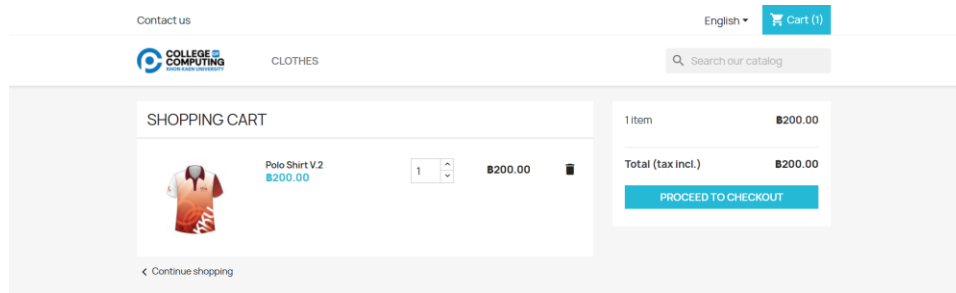 Contact us
English
Cart (1)
COLLEGE OF
COMPUTING
KHON KAEN UNIVERSITY
CLOTHES
Search our catalog
SHOPPING CART
Polo Shirt V.2
฿200.00
1
฿200.00
KKU
Continue shopping
1 item ฿200.00
Total (tax incl.) ฿200.00
PROCEED TO CHECKOUT